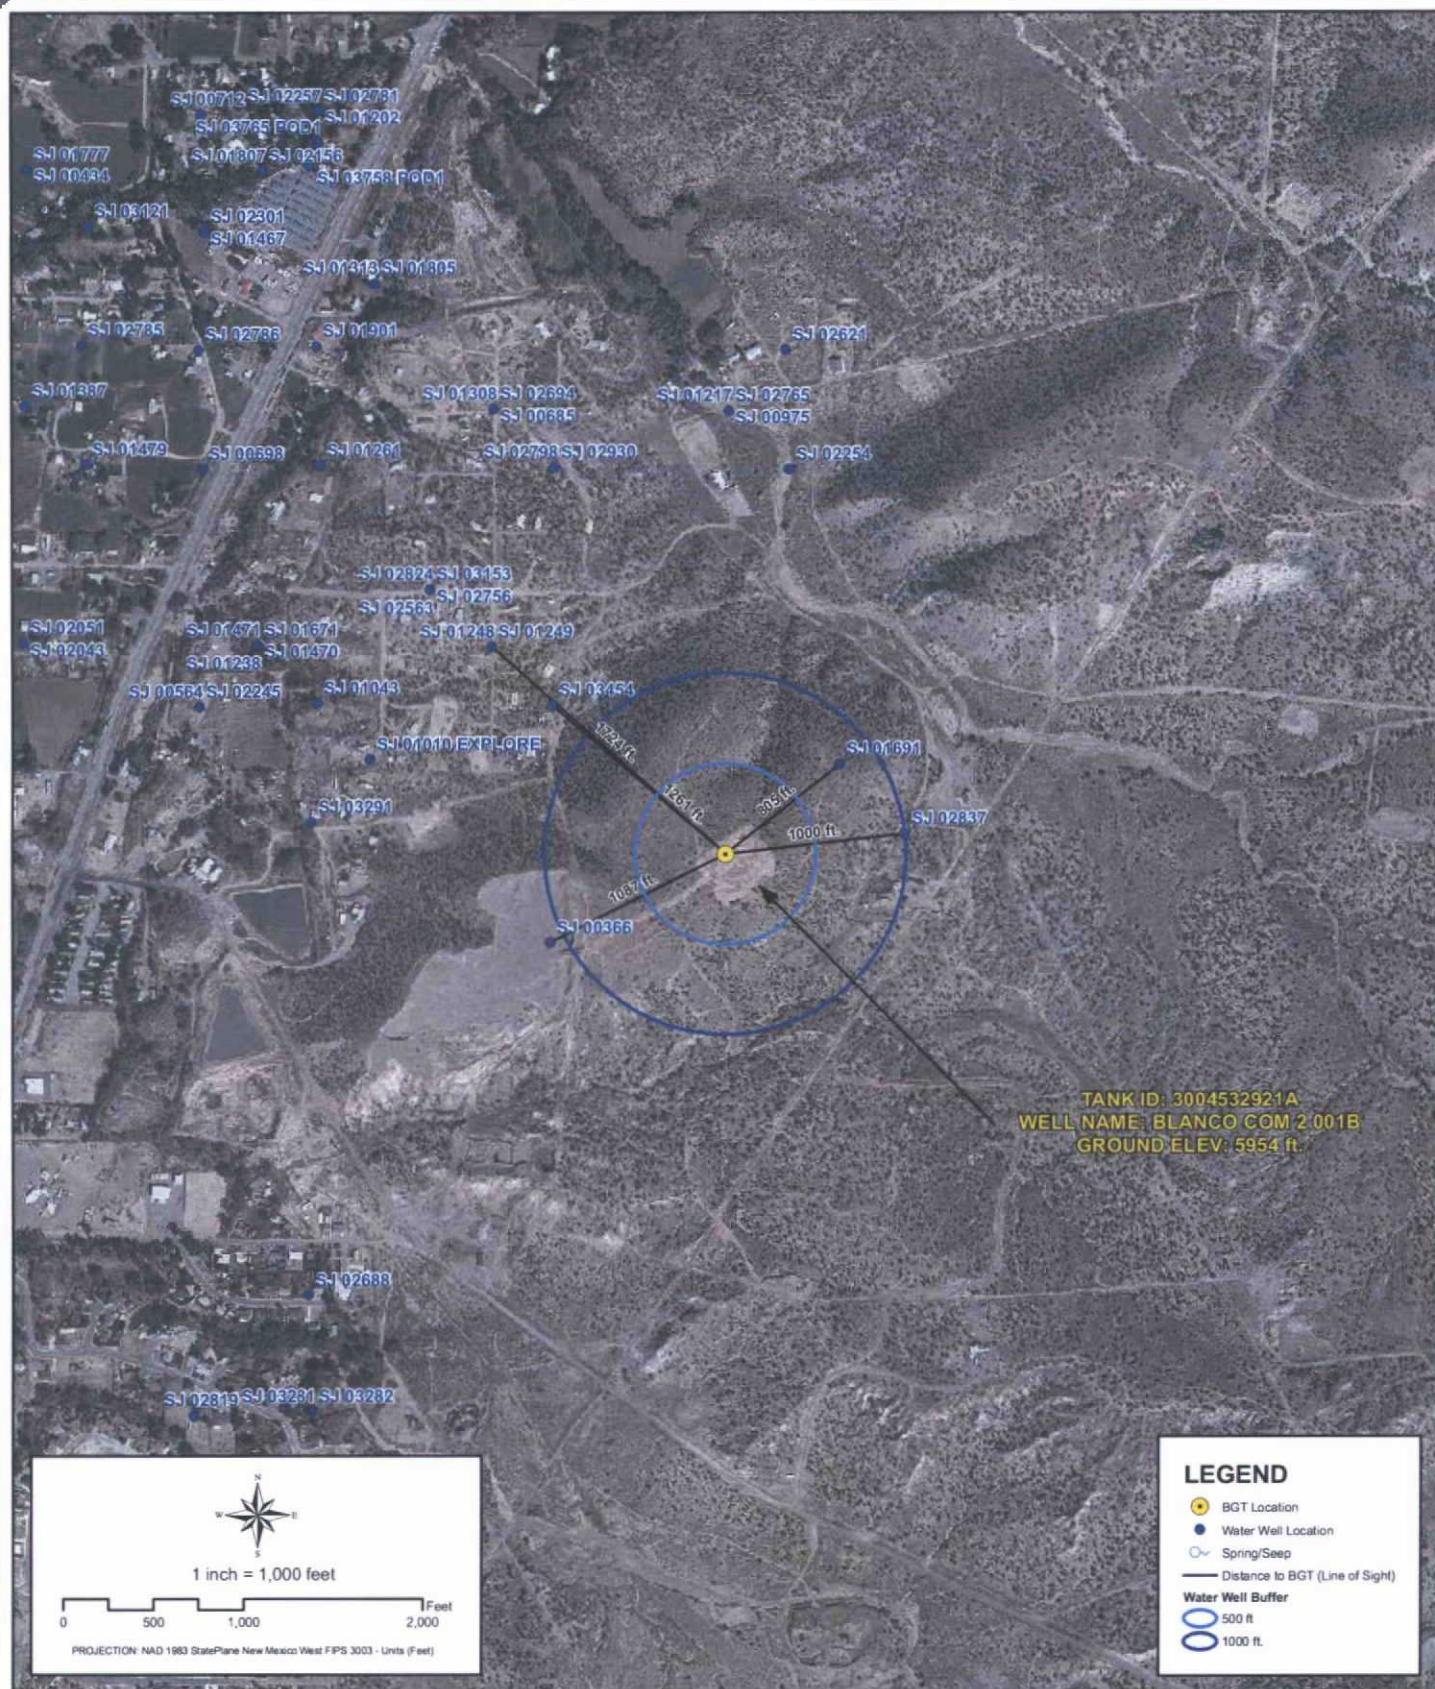 SJ 00712 SJ 02257 SJ 02781
SJ 03765 POD1 SJ 01202
SJ 01777 SJ 01807 SJ 02156
SJ 00434 SJ 03758 POD1
SJ 03121 SJ 02301
SJ 01467
SJ 01313 SJ 01805
SJ 02785 SJ 02786 SJ 01901 SJ 02621
SJ 01387 SJ 01308 SJ 02694 SJ 01217 SJ 02765
SJ 00685 SJ 00975
SJ 01479 SJ 00598 SJ 01261 SJ 02798 SJ 02930 SJ 02254
SJ 02824 SJ 03153
SJ 02563 SJ 02756
SJ 02051 SJ 01471 SJ 01671 SJ 01248 SJ 01249
SJ 02043 SJ 01238 SJ 01470
SJ 00564 SJ 02245 SJ 01043 SJ 03454
1724 ft.
SJ 01010 EXPLORE SJ 01691
1261 ft. 805 ft.
SJ 03291 1000 ft. SJ 02837
1087 ft.
SJ 00366
TANK ID: 3004532921A
WELL NAME: BLANCO COM 2 001B
GROUND ELEV: 5954 ft.
SJ 02688
SJ 02819 SJ 03281 SJ 03282
N
W E
S
1 inch = 1,000 feet
Feet
0 500 1,000 2,000
PROJECTION: NAD 1983 StatePlane New Mexico West FIPS 3003 - Units (Feet)
LEGEND
BGT Location
Water Well Location
Spring/Seep
Distance to BGT (Line of Sight)
Water Well Buffer
500 ft
1000 ft.